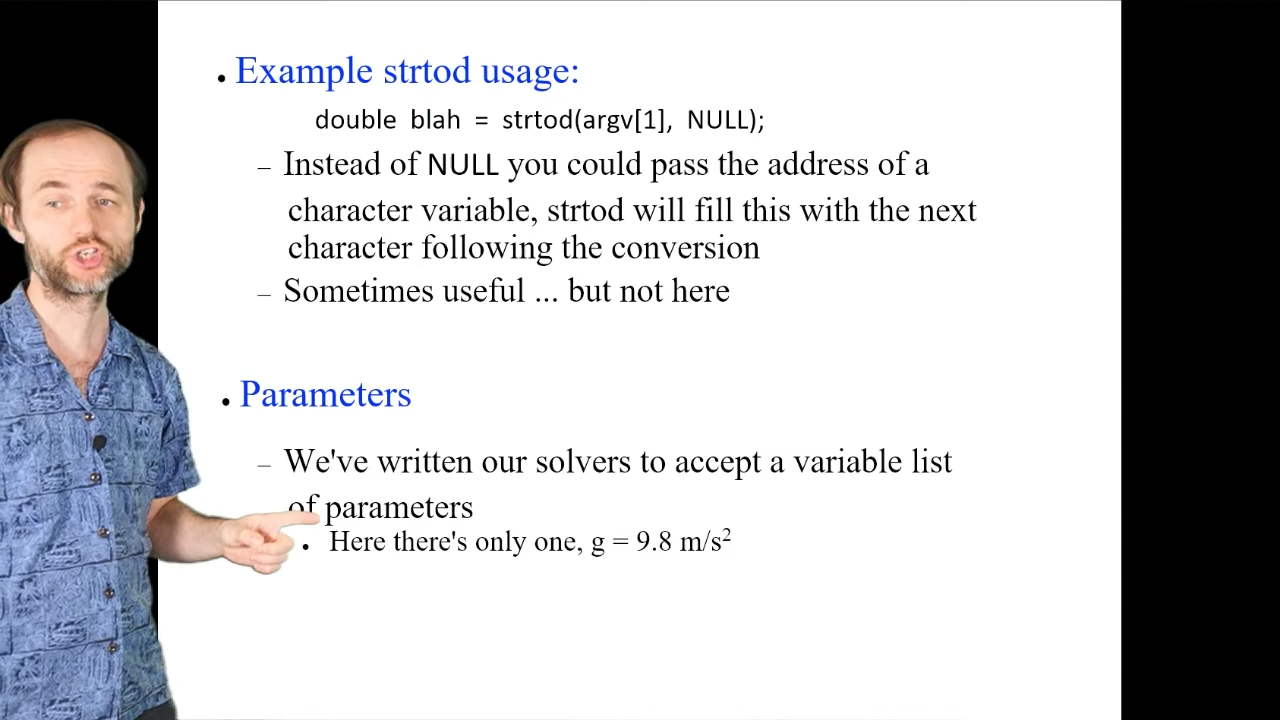 • Example strtod usage:
double blah = strtod(argv[1], NULL);
– Instead of NULL you could pass the address of a
character variable, strtod will fill this with the next
character following the conversion
– Sometimes useful ... but not here
• Parameters
– We've written our solvers to accept a variable list
of parameters
• Here there's only one, g = 9.8 m/s²